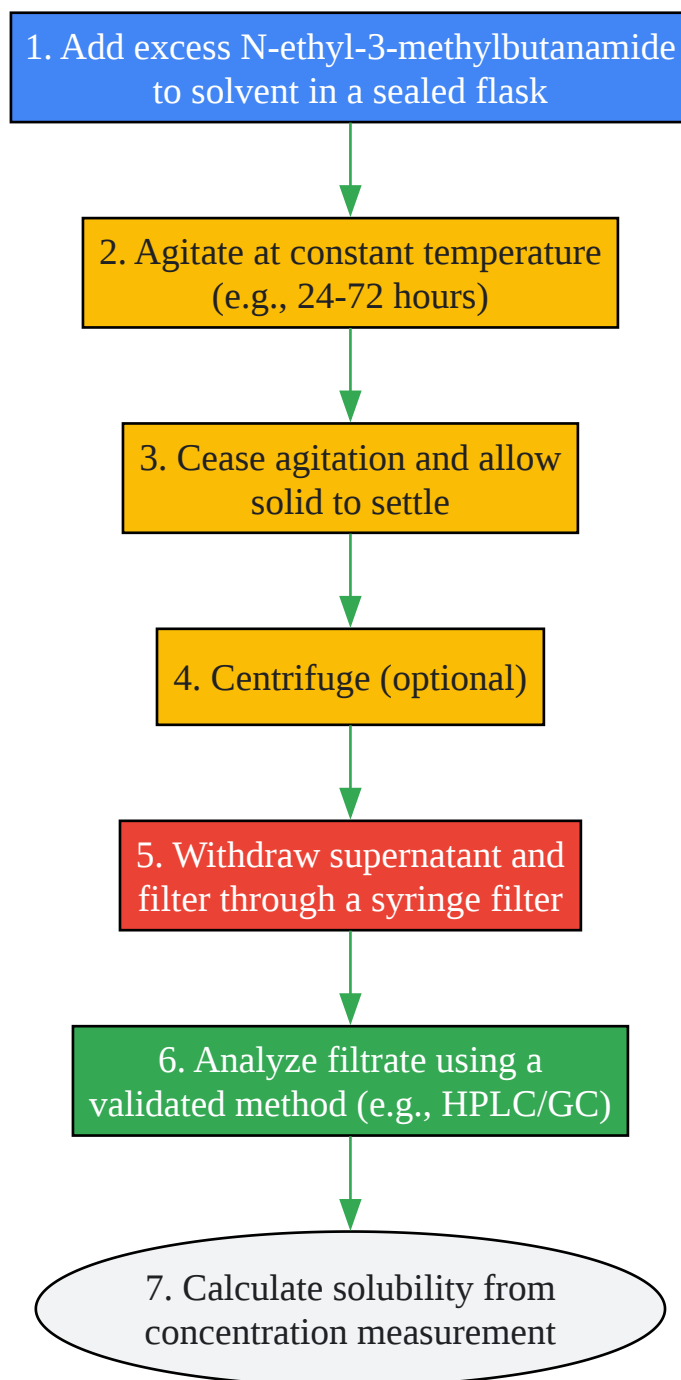 1. Add excess N-ethyl-3-methylbutanamide
to solvent in a sealed flask
2. Agitate at constant temperature
(e.g., 24-72 hours)
3. Cease agitation and allow
solid to settle
4. Centrifuge (optional)
5. Withdraw supernatant and
filter through a syringe filter
6. Analyze filtrate using a
validated method (e.g., HPLC/GC)
7. Calculate solubility from
concentration measurement